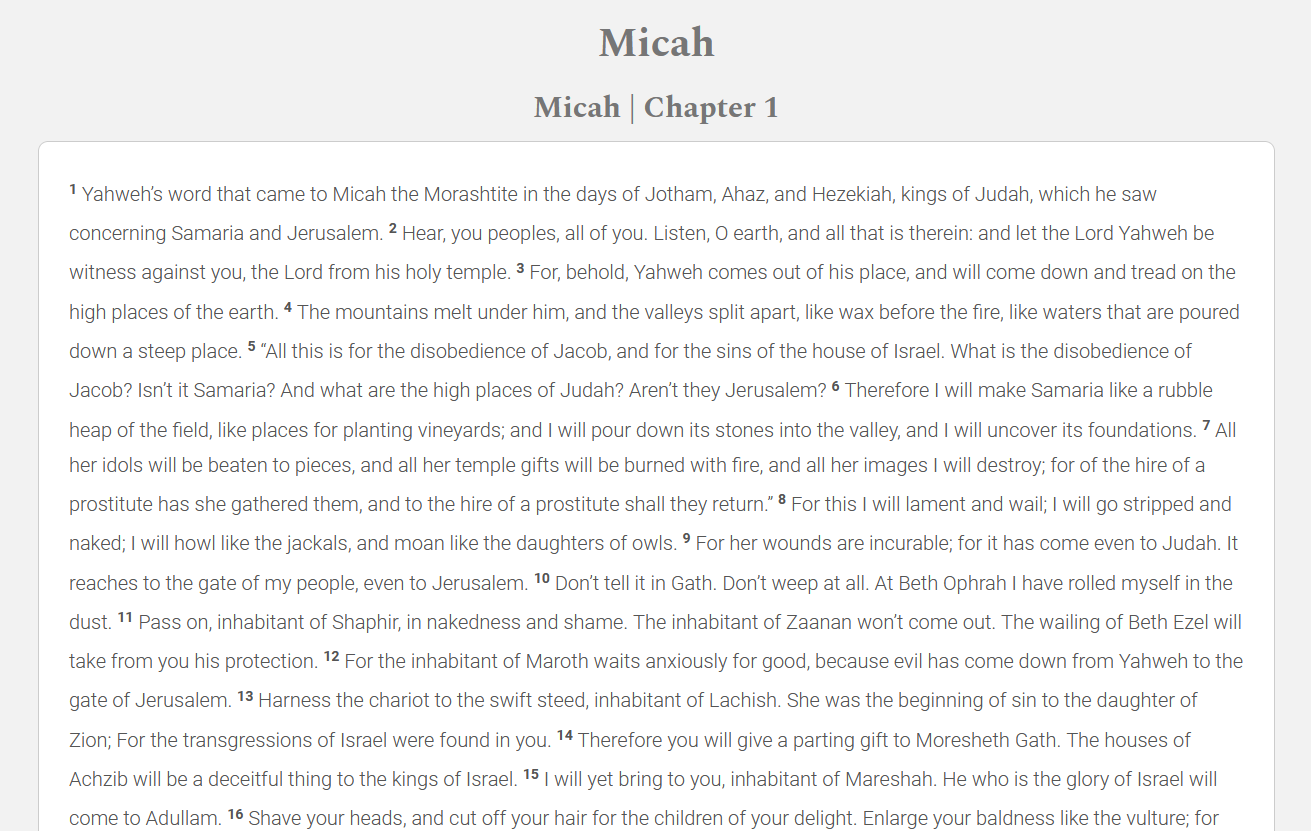 Micah
Micah | Chapter 1
1 Yahweh’s word that came to Micah the Morashtite in the days of Jotham, Ahaz, and Hezekiah, kings of Judah, which he saw
concerning Samaria and Jerusalem. 2 Hear, you peoples, all of you. Listen, O earth, and all that is therein: and let the Lord Yahweh be
witness against you, the Lord from his holy temple. 3 For, behold, Yahweh comes out of his place, and will come down and tread on the
high places of the earth. 4 The mountains melt under him, and the valleys split apart, like wax before the fire, like waters that are poured
down a steep place. 5 “All this is for the disobedience of Jacob, and for the sins of the house of Israel. What is the disobedience of
Jacob? Isn’t it Samaria? And what are the high places of Judah? Aren’t they Jerusalem? 6 Therefore I will make Samaria like a rubble
heap of the field, like places for planting vineyards; and I will pour down its stones into the valley, and I will uncover its foundations. 7 All
her idols will be beaten to pieces, and all her temple gifts will be burned with fire, and all her images I will destroy; for of the hire of a
prostitute has she gathered them, and to the hire of a prostitute shall they return.” 8 For this I will lament and wail; I will go stripped and
naked; I will howl like the jackals, and moan like the daughters of owls. 9 For her wounds are incurable; for it has come even to Judah. It
reaches to the gate of my people, even to Jerusalem. 10 Don’t tell it in Gath. Don’t weep at all. At Beth Ophrah I have rolled myself in the
dust. 11 Pass on, inhabitant of Shaphir, in nakedness and shame. The inhabitant of Zaanan won’t come out. The wailing of Beth Ezel will
take from you his protection. 12 For the inhabitant of Maroth waits anxiously for good, because evil has come down from Yahweh to the
gate of Jerusalem. 13 Harness the chariot to the swift steed, inhabitant of Lachish. She was the beginning of sin to the daughter of
Zion; For the transgressions of Israel were found in you. 14 Therefore you will give a parting gift to Moresheth Gath. The houses of
Achzib will be a deceitful thing to the kings of Israel. 15 I will yet bring to you, inhabitant of Mareshah. He who is the glory of Israel will
come to Adullam. 16 Shave your heads, and cut off your hair for the children of your delight. Enlarge your baldness like the vulture; for